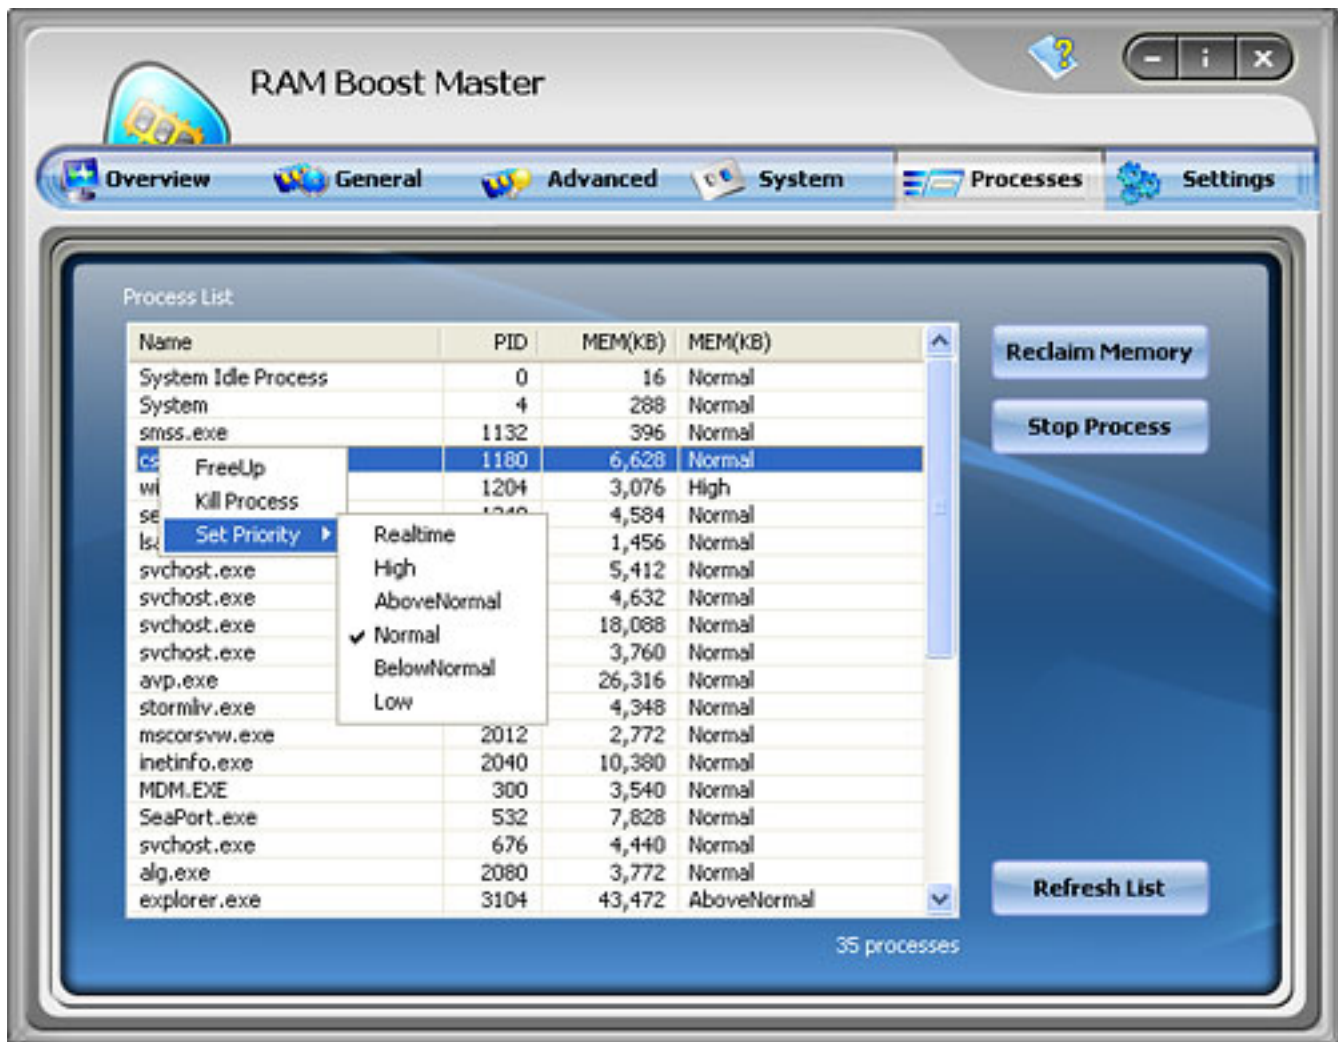 RAM Boost Master
Overview General Advanced System Processes Settings
Process List
Name PID MEM(KB) MEM(KB)
System Idle Process 0 16 Normal
System 4 288 Normal
smss.exe 1132 396 Normal
cs 1180 6,628 Normal
wi 1204 3,076 High
se 4,584 Normal
1,456 Normal
svchost.exe 5,412 Normal
svchost.exe 4,632 Normal
svchost.exe 18,088 Normal
svchost.exe 3,760 Normal
avp.exe 26,316 Normal
stormliv.exe 4,348 Normal
mscorsvw.exe 2012 2,772 Normal
inetinfo.exe 2040 10,380 Normal
MDM.EXE 300 3,540 Normal
SeaPort.exe 532 7,828 Normal
svchost.exe 676 4,440 Normal
alg.exe 2080 3,772 Normal
explorer.exe 3104 43,472 AboveNormal
FreeUp
Kill Process
Set Priority
Realtime
High
AboveNormal
Normal
BelowNormal
Low
35 processes
Reclaim Memory
Stop Process
Refresh List